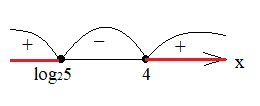 + − +
log₂5 4 x